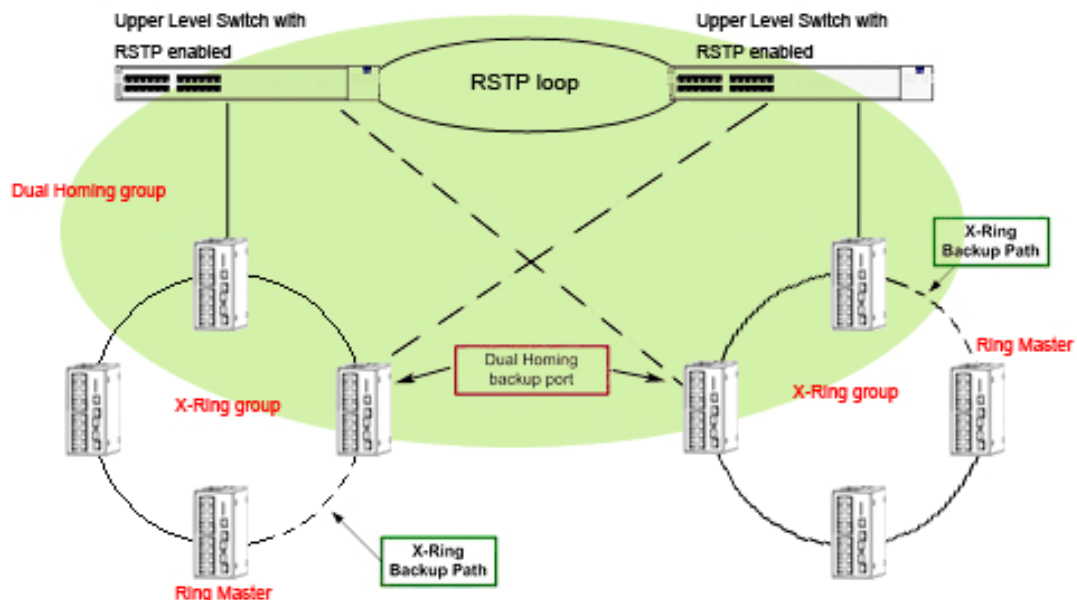 Upper Level Switch with
RSTP enabled
Upper Level Switch with
RSTP enabled
RSTP loop
Dual Homing group
X-Ring
Backup Path
Ring Master
Dual Homing
backup port
X-Ring group
X-Ring group
X-Ring
Backup Path
Ring Master